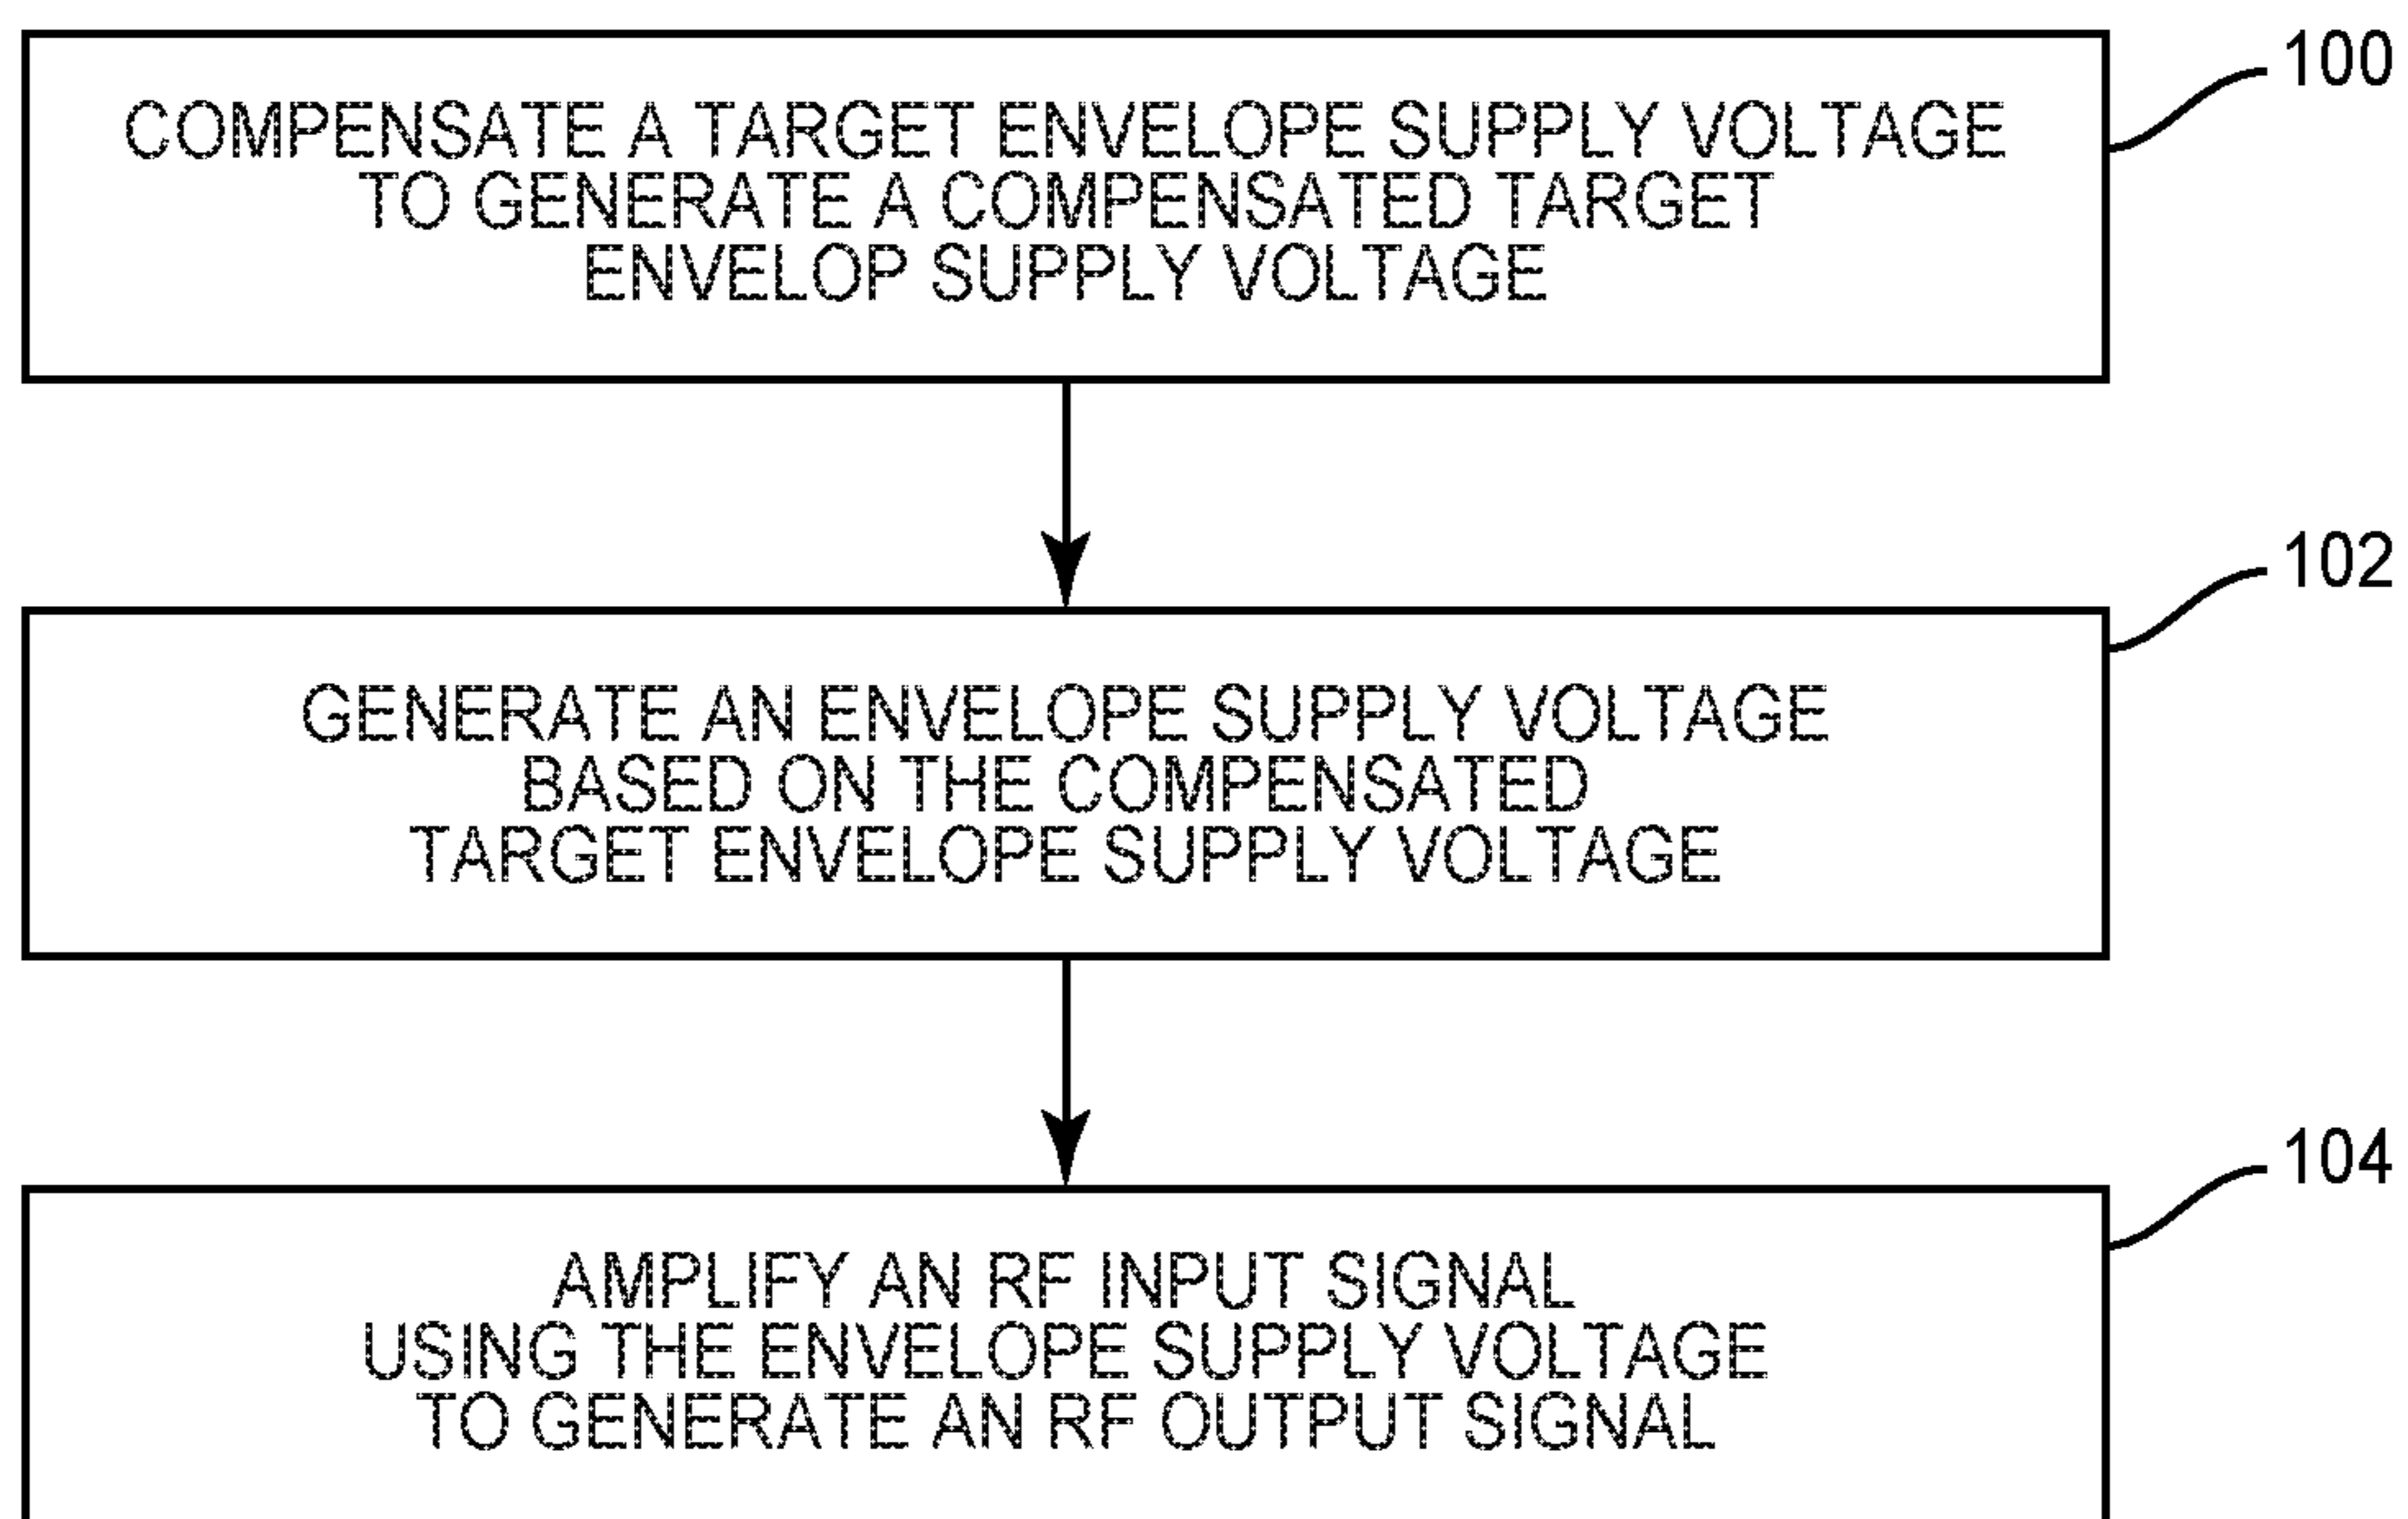 100
COMPENSATE A TARGET ENVELOPE SUPPLY VOLTAGE
TO GENERATE A COMPENSATED TARGET
ENVELOP SUPPLY VOLTAGE
102
GENERATE AN ENVELOPE SUPPLY VOLTAGE
BASED ON THE COMPENSATED
TARGET ENVELOPE SUPPLY VOLTAGE
104
AMPLIFY AN RF INPUT SIGNAL
USING THE ENVELOPE SUPPLY VOLTAGE
TO GENERATE AN RF OUTPUT SIGNAL